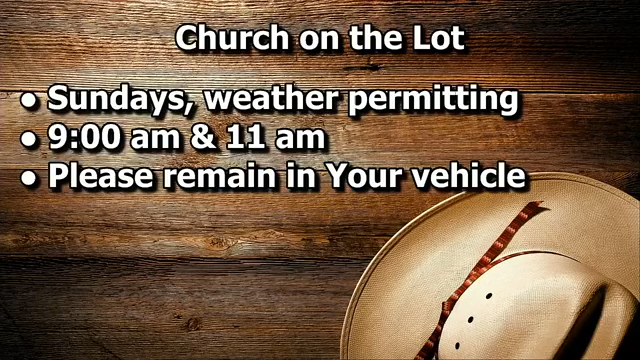 Church on the Lot
● Sundays, weather permitting
● 9:00 am & 11 am
● Please remain in Your vehicle